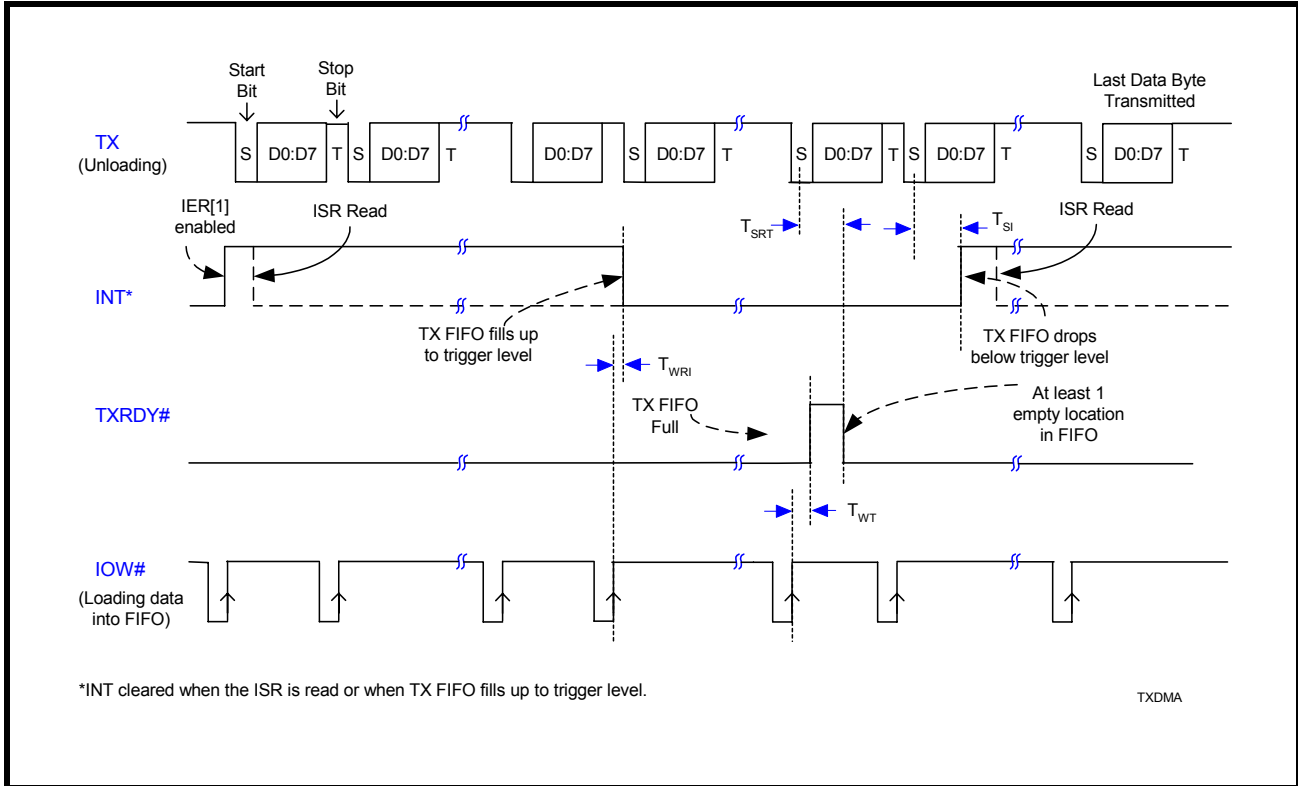 Start
Bit
Stop
Bit
Last Data Byte
Transmitted
TX
(Unloading)
S D0:D7 T S D0:D7 T D0:D7 S D0:D7 T S D0:D7 T S D0:D7 T S D0:D7 T
IER[1]
enabled
ISR Read
TSRT
TSI
ISR Read
INT*
TX FIFO fills up
to trigger level
TX FIFO drops
below trigger level
TWRI
TXRDY#
TX FIFO
Full
At least 1
empty location
in FIFO
TWT
IOW#
(Loading data
into FIFO)
*INT cleared when the ISR is read or when TX FIFO fills up to trigger level.
TXDMA